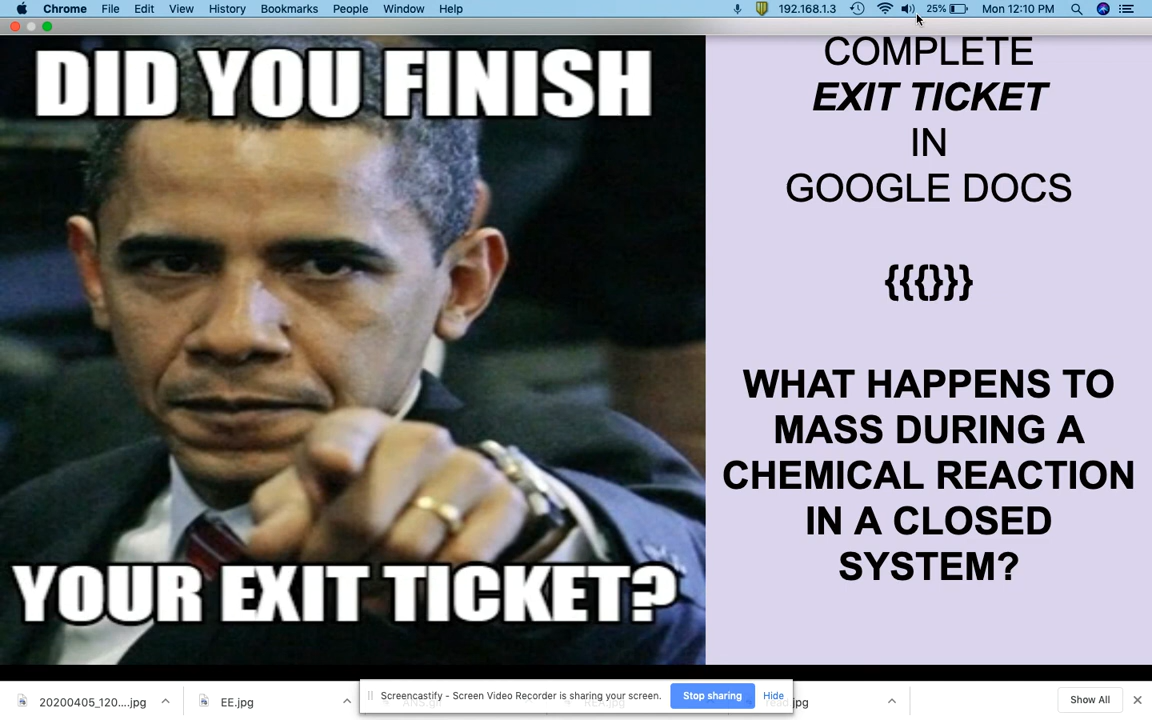 Chrome File Edit View History Bookmarks People Window Help 192.168.1.3 25% Mon 12:10 PM
DID YOU FINISH
YOUR EXIT TICKET?
COMPLETE
EXIT TICKET
IN
GOOGLE DOCS
{{{}}}
WHAT HAPPENS TO
MASS DURING A
CHEMICAL REACTION
IN A CLOSED
SYSTEM?
20200405_120....jpg EE.jpg
Screencastify - Screen Video Recorder is sharing your screen. Stop sharing Hide
Show All